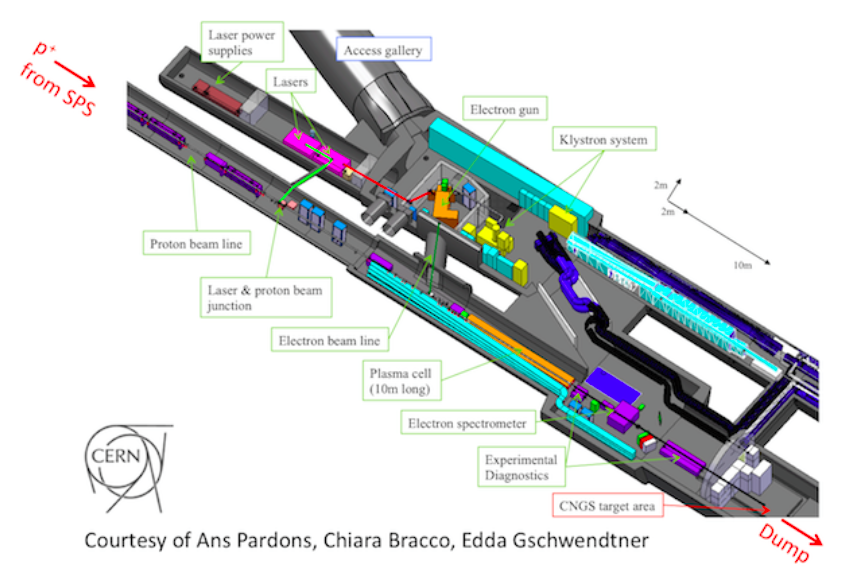 Laser power
supplies
Access gallery
p⁺
from SPS
Lasers
Electron gun
Klystron system
2m
2m
10m
Proton beam line
Laser & proton beam
junction
Electron beam line
Plasma cell
(10m long)
Electron spectrometer
Experimental
Diagnostics
CNGS target area
Dump
CERN
Courtesy of Ans Pardons, Chiara Bracco, Edda Gschwendtner